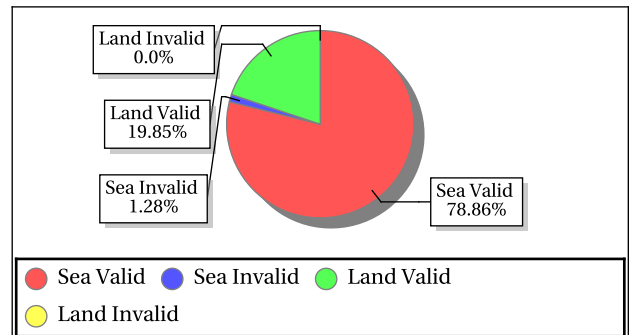 Land Invalid
0.0%
Land Valid
19.85%
Sea Invalid
1.28%
Sea Valid
78.86%
Sea Valid Sea Invalid Land Valid
Land Invalid